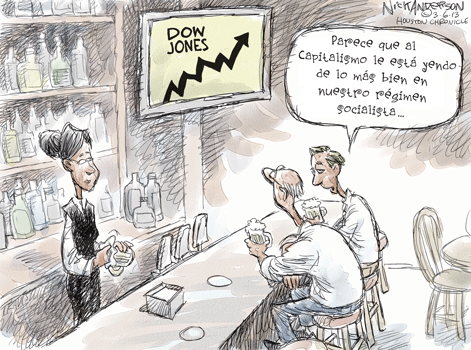 NICK ANDERSON
©3.6.13
HOUSTON CHRONICLE
DOW
JONES
Parece que al
Capitalismo le está yendo
de lo más bien en
nuestro régimen
socialista...